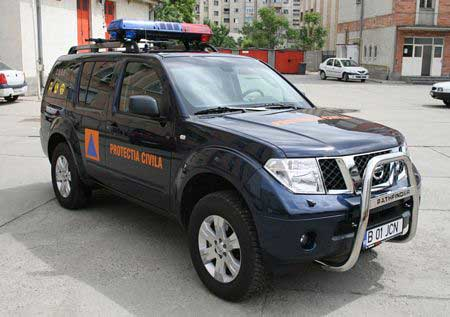 PROTECTIA CIVILA
PATHFINDER
B 01 JCN